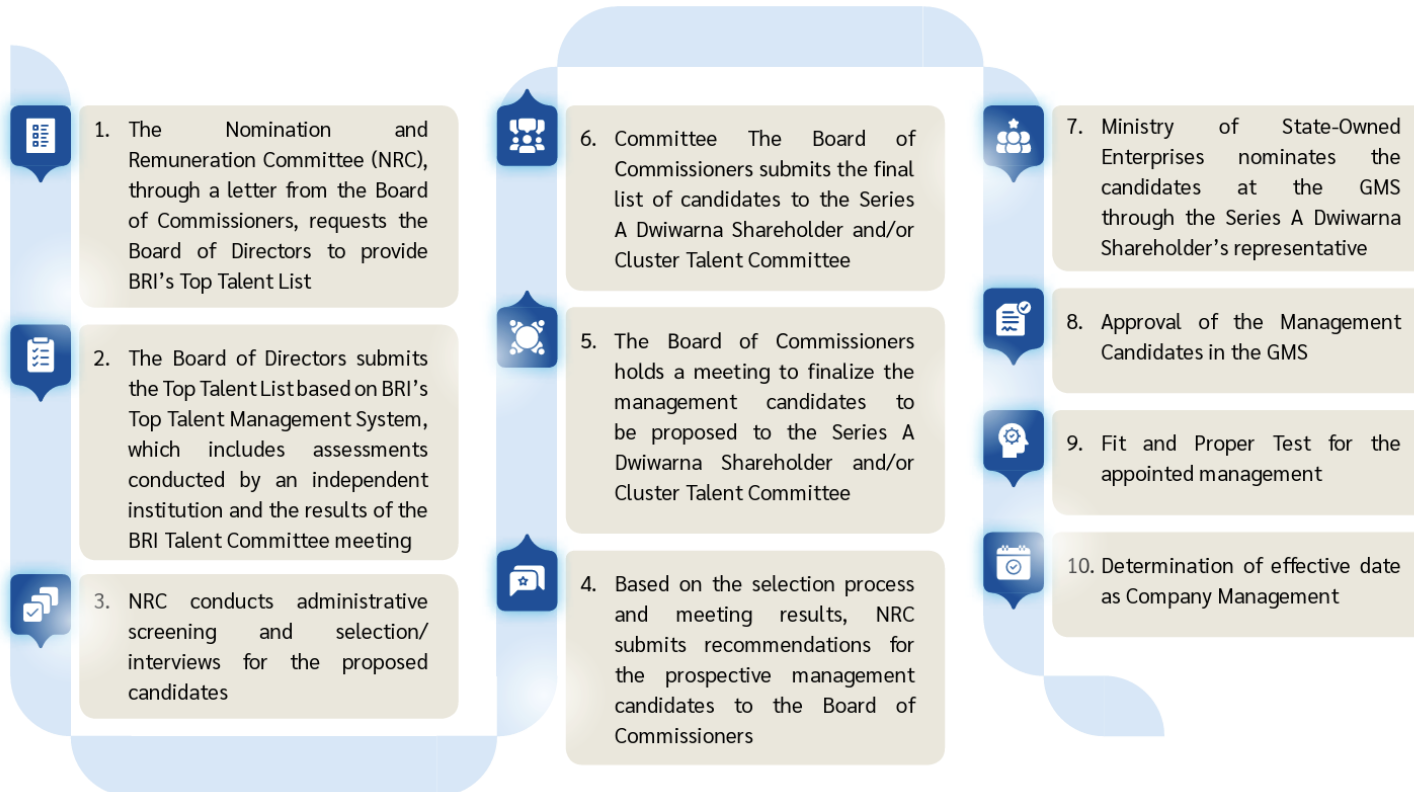 1. The Nomination and
Remuneration Committee (NRC),
through a letter from the Board
of Commissioners, requests the
Board of Directors to provide
BRI's Top Talent List
2. The Board of Directors submits
the Top Talent List based on BRI's
Top Talent Management System,
which includes assessments
conducted by an independent
institution and the results of the
BRI Talent Committee meeting
3. NRC conducts administrative
screening and selection/
interviews for the proposed
candidates
4. Based on the selection process
and meeting results, NRC
submits recommendations for
the prospective management
candidates to the Board of
Commissioners
5. The Board of Commissioners
holds a meeting to finalize the
management candidates to
be proposed to the Series A
Dwiwarna Shareholder and/or
Cluster Talent Committee
6. Committee The Board of
Commissioners submits the final
list of candidates to the Series
A Dwiwarna Shareholder and/or
Cluster Talent Committee
7. Ministry of State-Owned
Enterprises nominates the
candidates at the GMS
through the Series A Dwiwarna
Shareholder's representative
8. Approval of the Management
Candidates in the GMS
9. Fit and Proper Test for the
appointed management
10. Determination of effective date
as Company Management